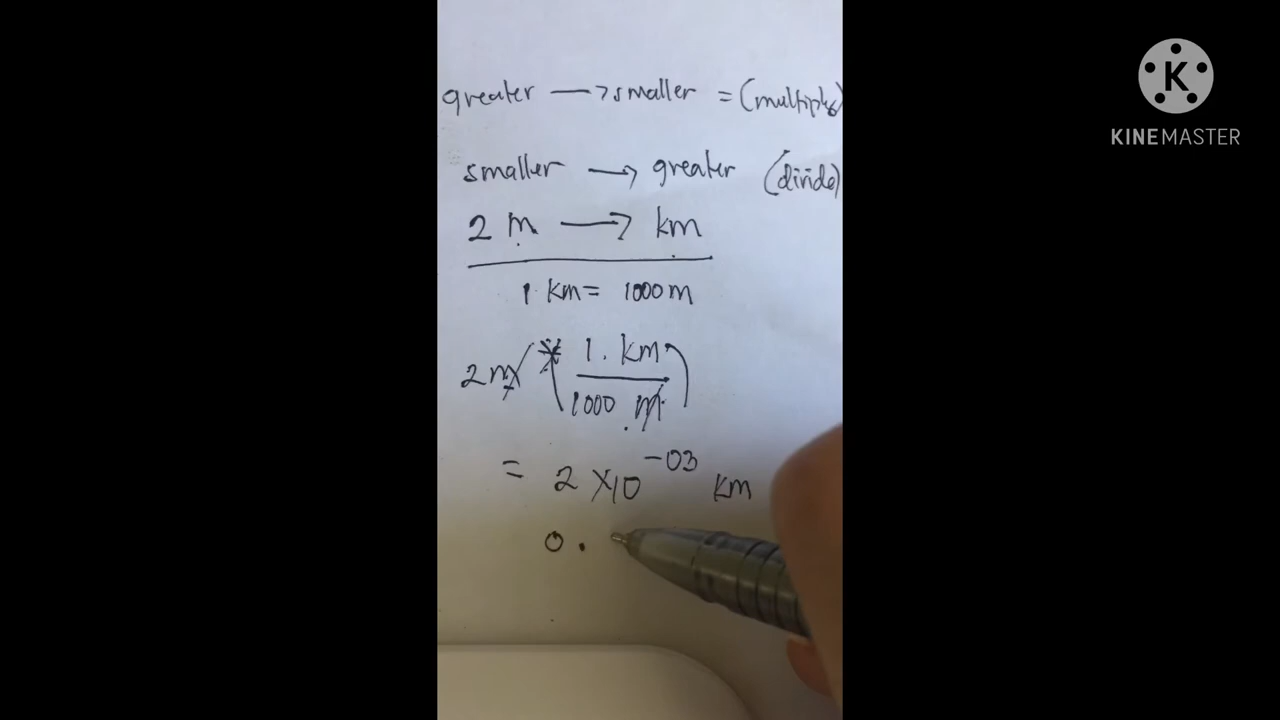 greater → smaller = (multiply)
smaller → greater (divide)
2 m → km
1 km = 1000 m
2m * (1. km / 1000 m)
= 2 ×10⁻⁰³ km
0.
K
KINEMASTER